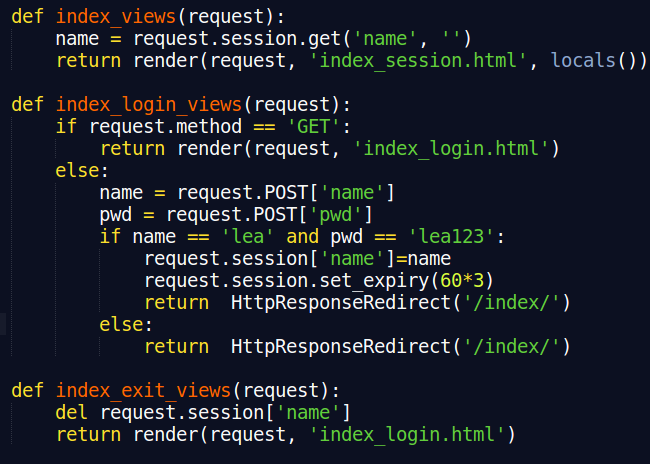 def index_views(request):
    name = request.session.get('name', '')
    return render(request, 'index_session.html', locals())
def index_login_views(request):
    if request.method == 'GET':
        return render(request, 'index_login.html')
    else:
        name = request.POST['name']
        pwd = request.POST['pwd']
        if name == 'lea' and pwd == 'lea123':
            request.session['name']=name
            request.session.set_expiry(60*3)
            return  HttpResponseRedirect('/index/')
        else:
            return  HttpResponseRedirect('/index/')
def index_exit_views(request):
    del request.session['name']
    return render(request, 'index_login.html')